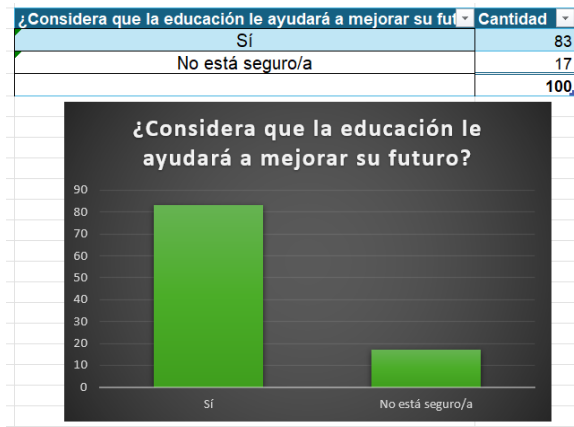 ¿Considera que la educación le ayudará a mejorar su fut Cantidad
Sí 83
No está seguro/a 17
100
¿Considera que la educación le
ayudará a mejorar su futuro?
90
80
70
60
50
40
30
20
10
0
Sí No está seguro/a